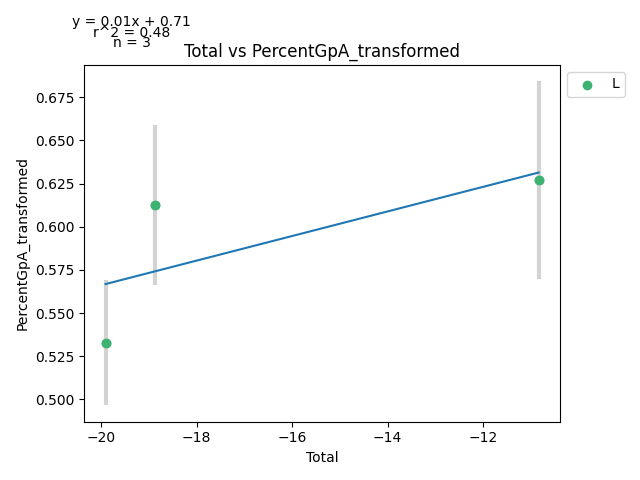 y = 0.01x + 0.71
r^2 = 0.48
n = 3
Total vs PercentGpA_transformed
L
PercentGpA_transformed
0.675
0.650
0.625
0.600
0.575
0.550
0.525
0.500
−20 −18 −16 −14 −12
Total